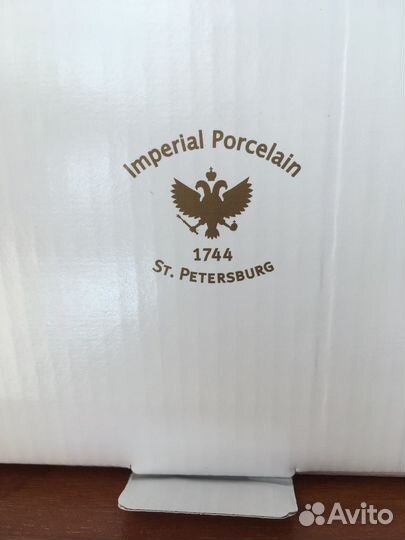 Imperial Porcelain
1744
St. Petersburg
Avito